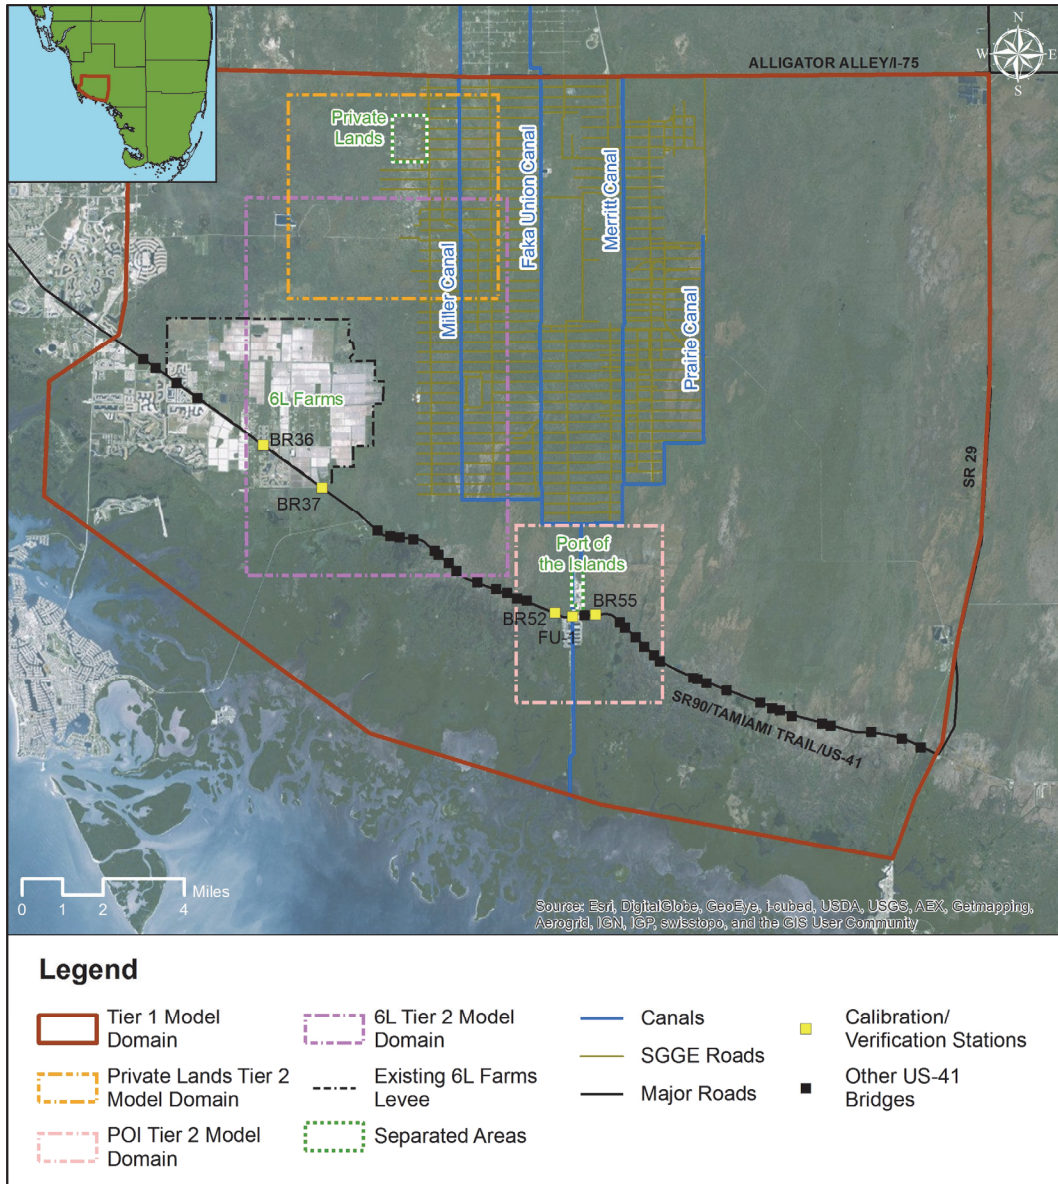 N
W
E
S
ALLIGATOR ALLEY/I-75
Private
Lands
Faka Union Canal
Merritt Canal
Miller Canal
Prairie Canal
6L Farms
BR36
BR37
SR 29
Port of
the Islands
BR52
BR55
FU-
SR90/TAMIAMI TRAIL/US-41
Miles
0 1 2 4
Source: Esri, DigitalGlobe, GeoEye, i-cubed, USDA, USGS, AEX, Getmapping,
Aerogrid, IGN, IGP, swisstopo, and the GIS User Community
Legend
Tier 1 Model
Domain
Private Lands Tier 2
Model Domain
POI Tier 2 Model
Domain
6L Tier 2 Model
Domain
Existing 6L Farms
Levee
Separated Areas
Canals
SGGE Roads
Major Roads
Calibration/
Verification Stations
Other US-41
Bridges